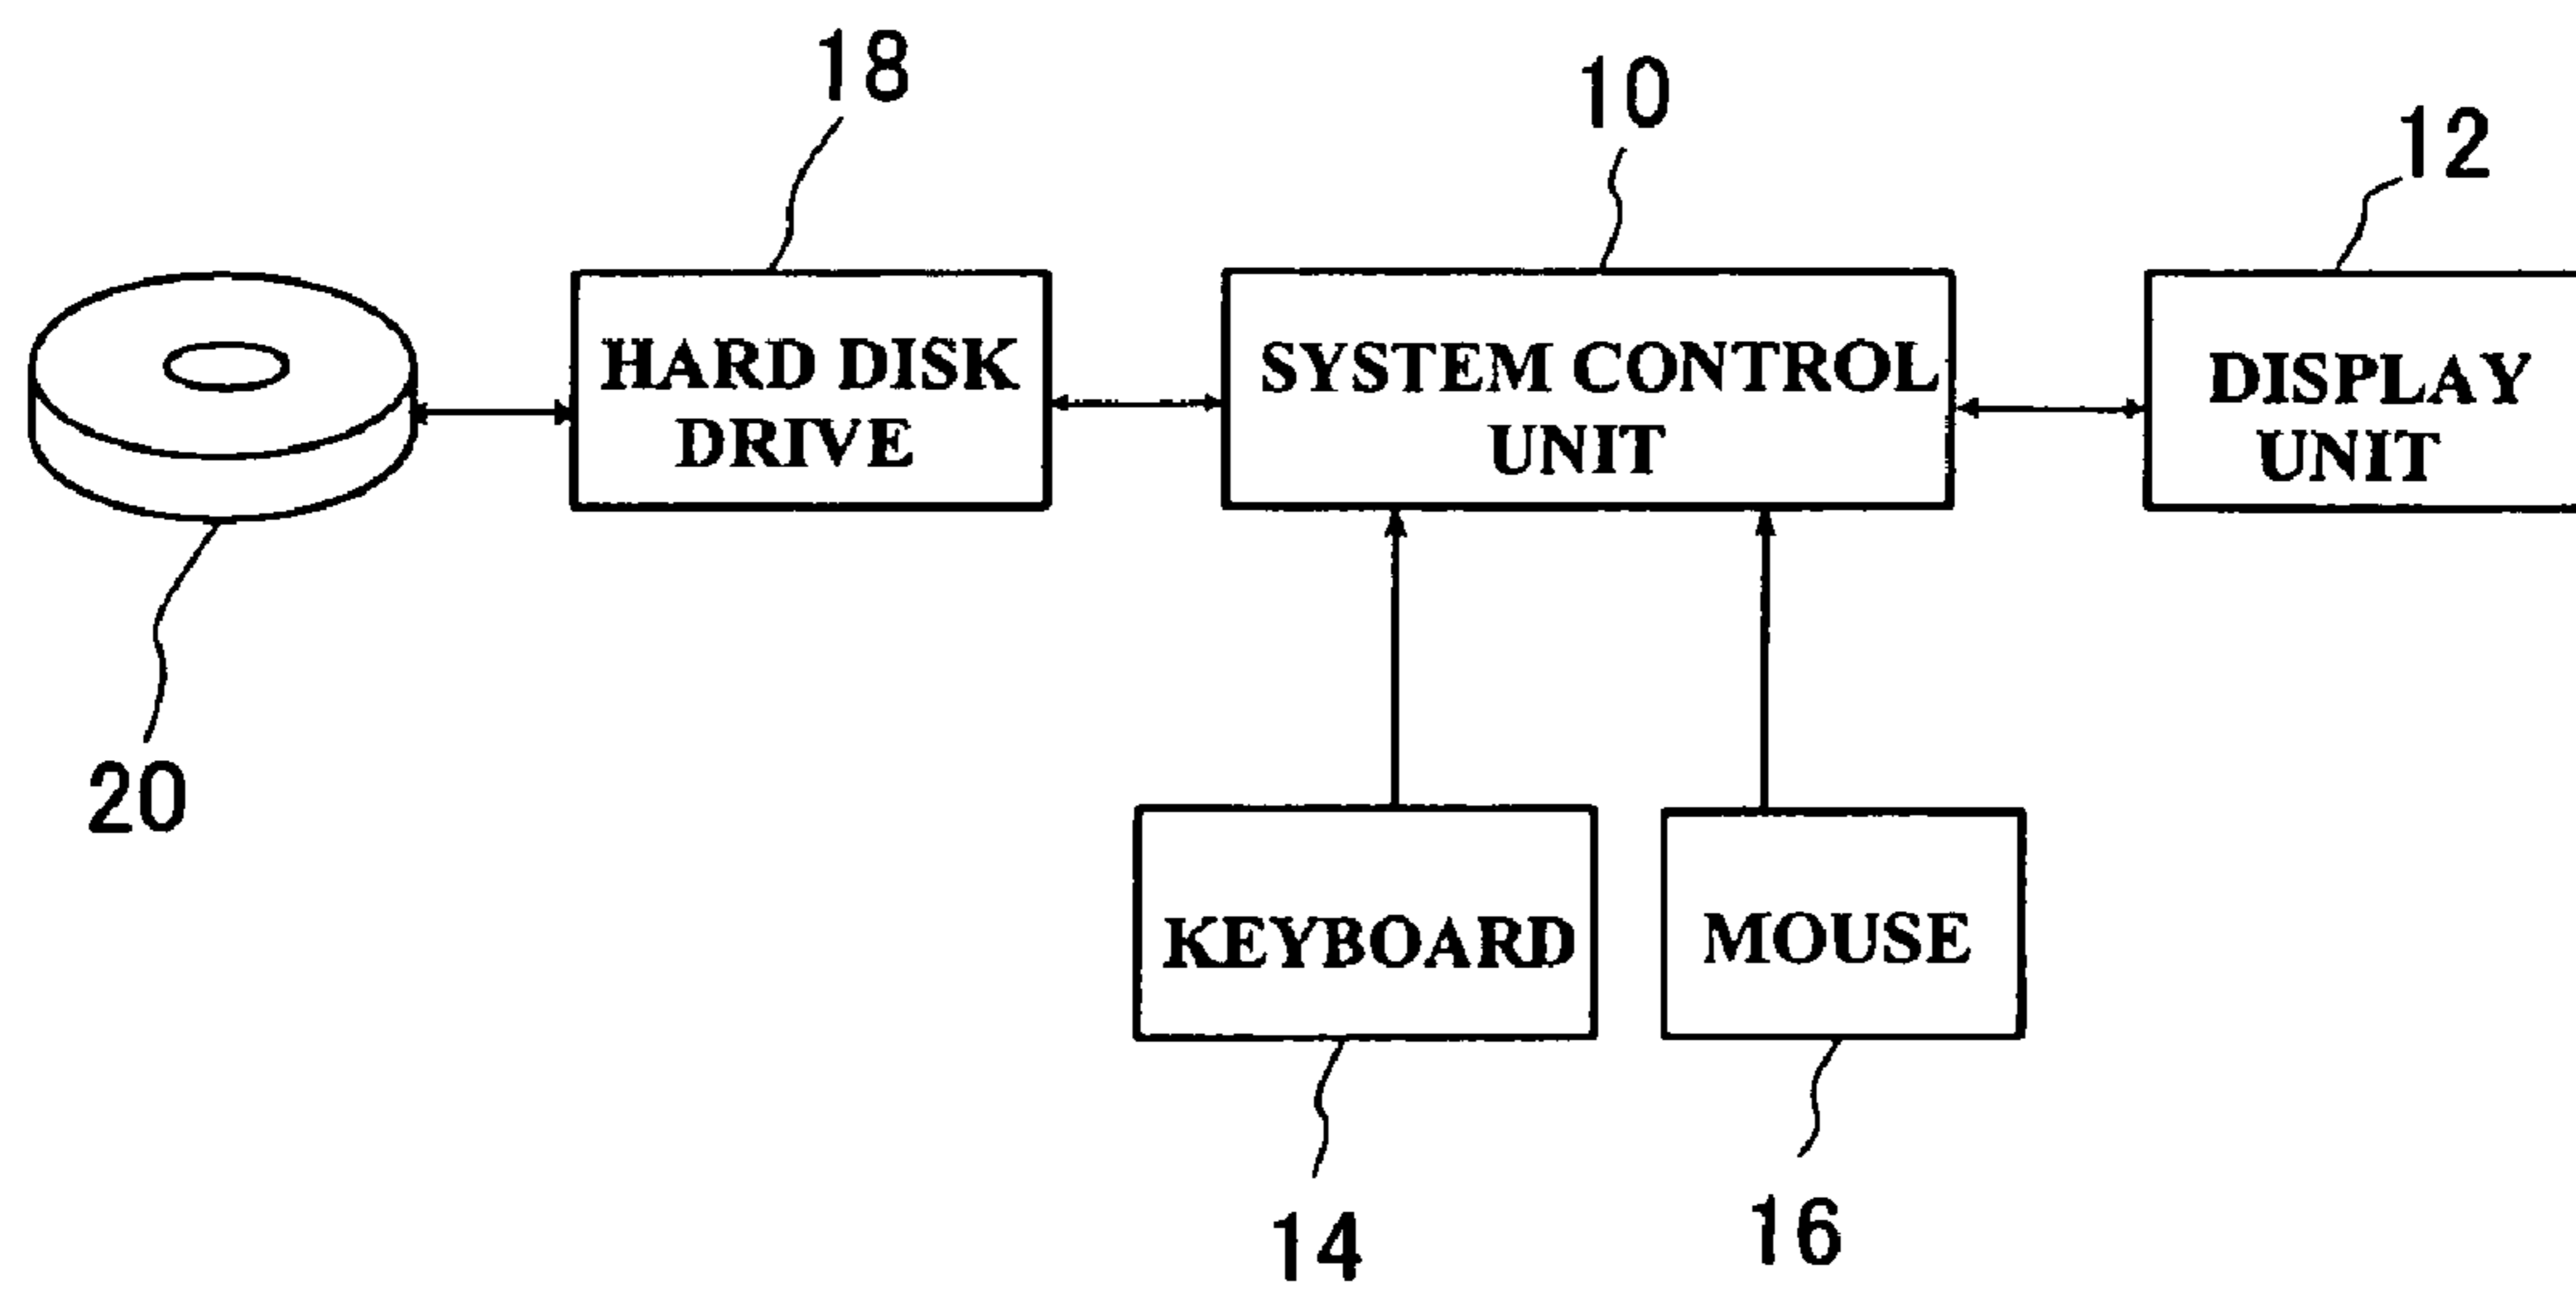 18
10
12
HARD DISK
DRIVE
SYSTEM CONTROL
UNIT
DISPLAY
UNIT
20
KEYBOARD
MOUSE
14
16